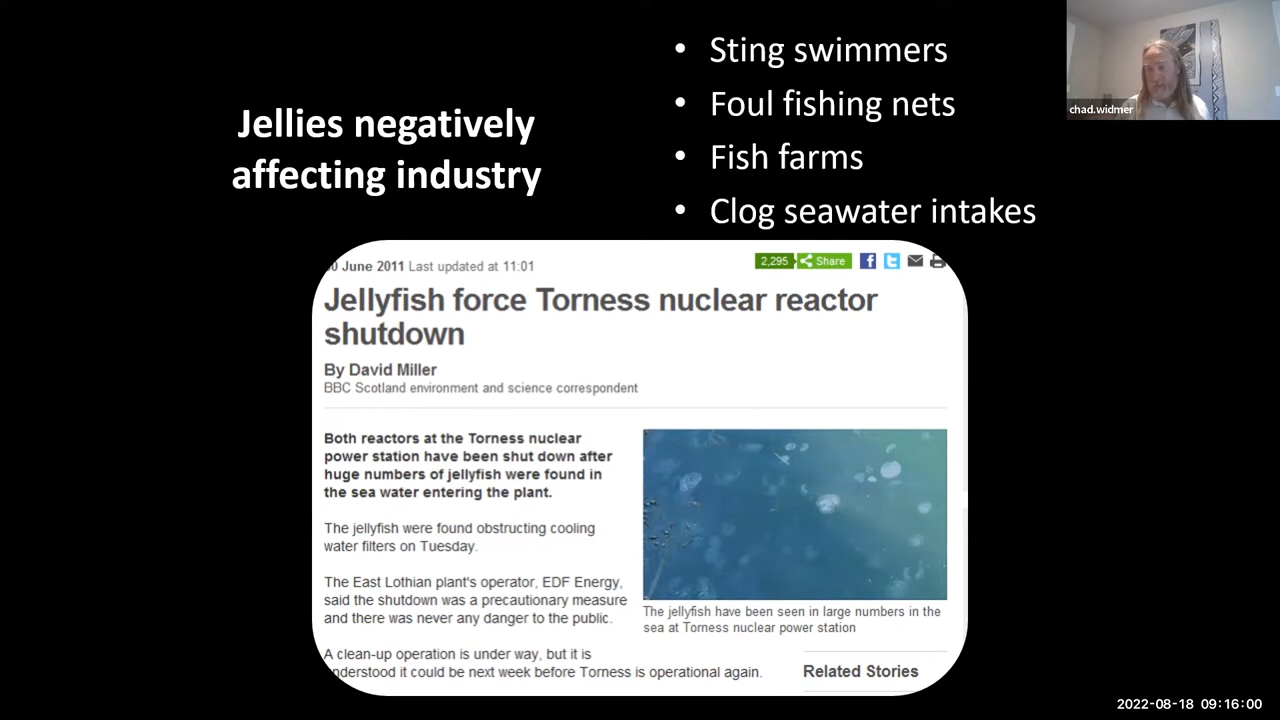 Jellies negatively
affecting industry
• Sting swimmers
• Foul fishing nets
• Fish farms
• Clog seawater intakes
chad.widmer
0 June 2011 Last updated at 11:01
2,295 Share
Jellyfish force Torness nuclear reactor
shutdown
By David Miller
BBC Scotland environment and science correspondent
Both reactors at the Torness nuclear
power station have been shut down after
huge numbers of jellyfish were found in
the sea water entering the plant.
The jellyfish were found obstructing cooling
water filters on Tuesday.
The East Lothian plant's operator, EDF Energy,
said the shutdown was a precautionary measure
and there was never any danger to the public.
A clean-up operation is under way, but it is
understood it could be next week before Torness is operational again.
The jellyfish have been seen in large numbers in the
sea at Torness nuclear power station
Related Stories
2022-08-18 09:16:00